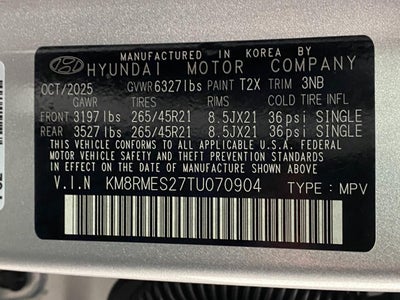 MANUFACTURED IN KOREA BY
HYUNDAI MOTOR COMPANY
OCT/2025 GVWR 6327lbs PAINT T2X TRIM 3NB
GAWR TIRES RIMS COLD TIRE INFL
FRONT 3197lbs 265/45R21 8.5JX21 36psi SINGLE
REAR 3527lbs 265/45R21 8.5JX21 36psi SINGLE
THIS VEHICLE CONFORMS TO ALL APPLICABLE U.S.A. FEDERAL
MOTOR VEHICLE SAFETY STANDARDS IN EFFECT ON THE DATE OF
MANUFACTURE SHOWN ABOVE.
V.I.N KM8RMES27TU070904 TYPE : MPV